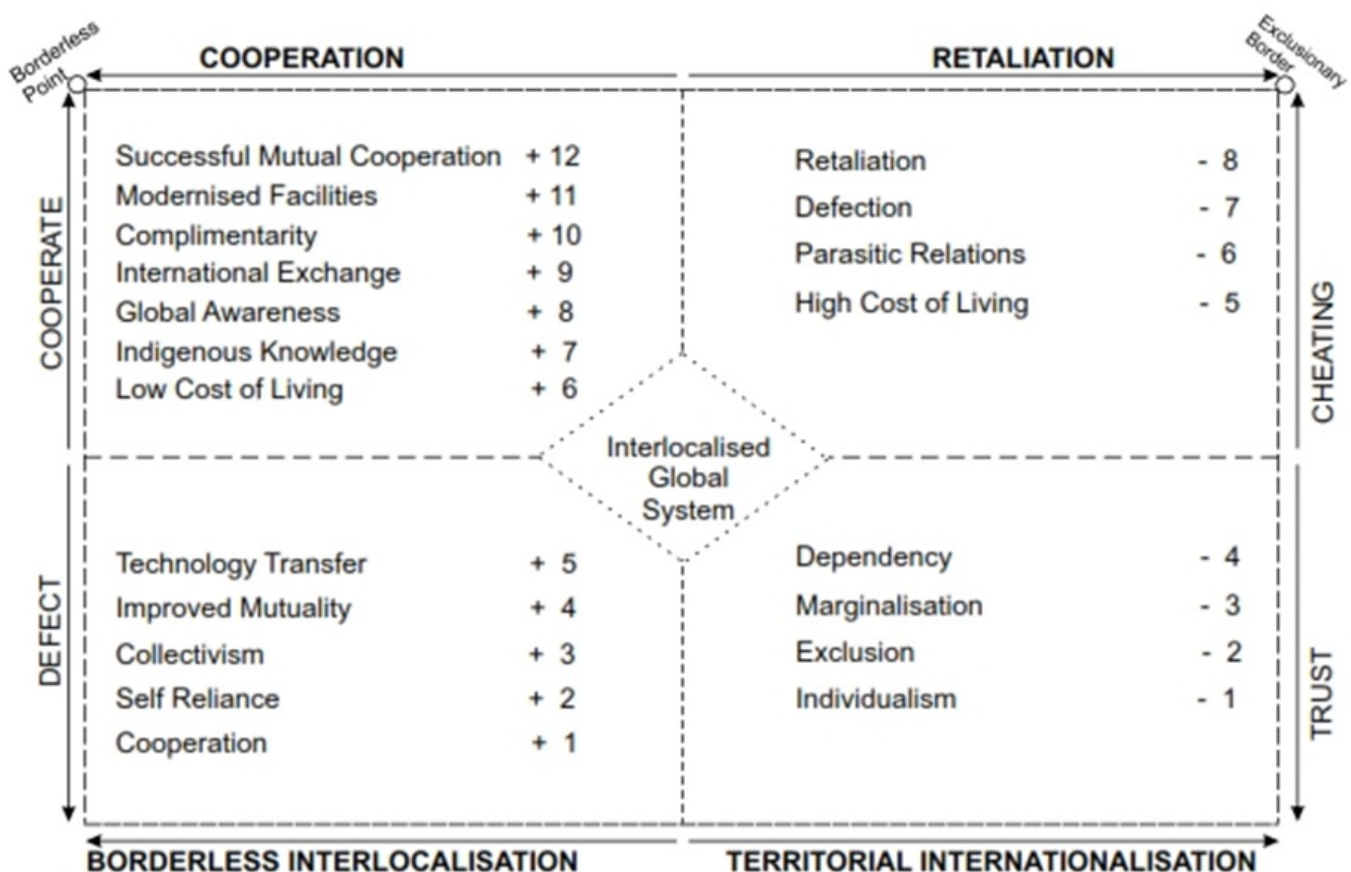 Borderless
Point
COOPERATION
RETALIATION
Exclusionary
Border
COOPERATE
Successful Mutual Cooperation + 12
Modernised Facilities + 11
Complimentarity + 10
International Exchange + 9
Global Awareness + 8
Indigenous Knowledge + 7
Low Cost of Living + 6
Retaliation - 8
Defection - 7
Parasitic Relations - 6
High Cost of Living - 5
CHEATING
Interlocalised
Global
System
DEFECT
Technology Transfer + 5
Improved Mutuality + 4
Collectivism + 3
Self Reliance + 2
Cooperation + 1
Dependency - 4
Marginalisation - 3
Exclusion - 2
Individualism - 1
TRUST
BORDERLESS INTERLOCALISATION
TERRITORIAL INTERNATIONALISATION